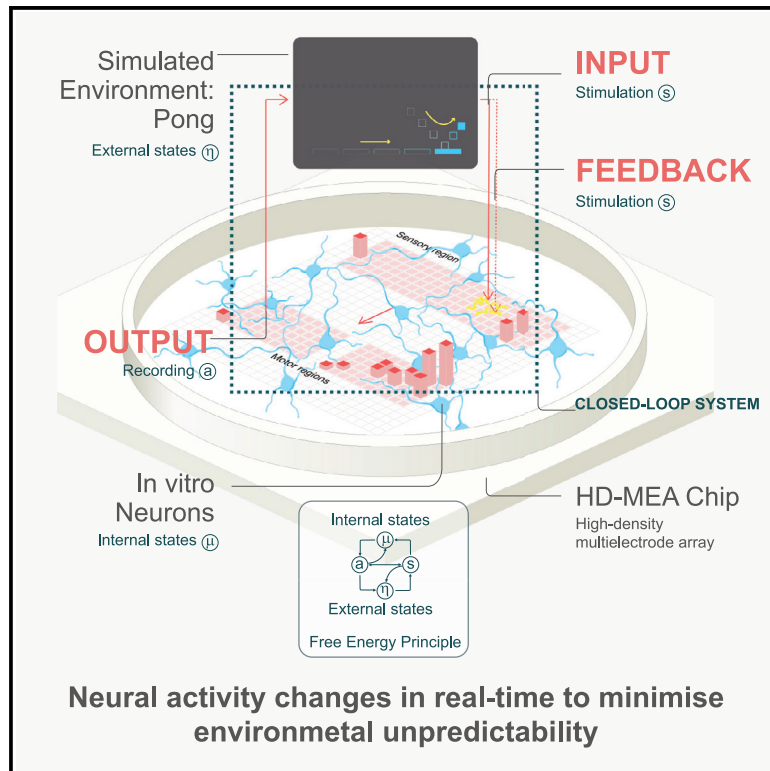 Simulated
Environment:
Pong
External states η
INPUT
Stimulation s
FEEDBACK
Stimulation s
Sensory region
OUTPUT
Recording a
Motor regions
CLOSED-LOOP SYSTEM
In vitro
Neurons
Internal states μ
HD-MEA Chip
High-density
multielectrode array
Internal states
μ
a s
η
External states
Free Energy Principle
Neural activity changes in real-time to minimise
environmetal unpredictability